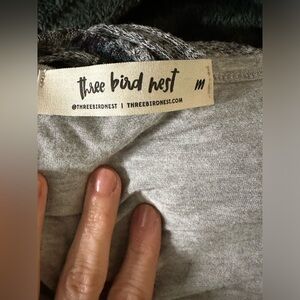 three bird nest M
@THREEBIRDNEST | THREEBIRDNEST.COM